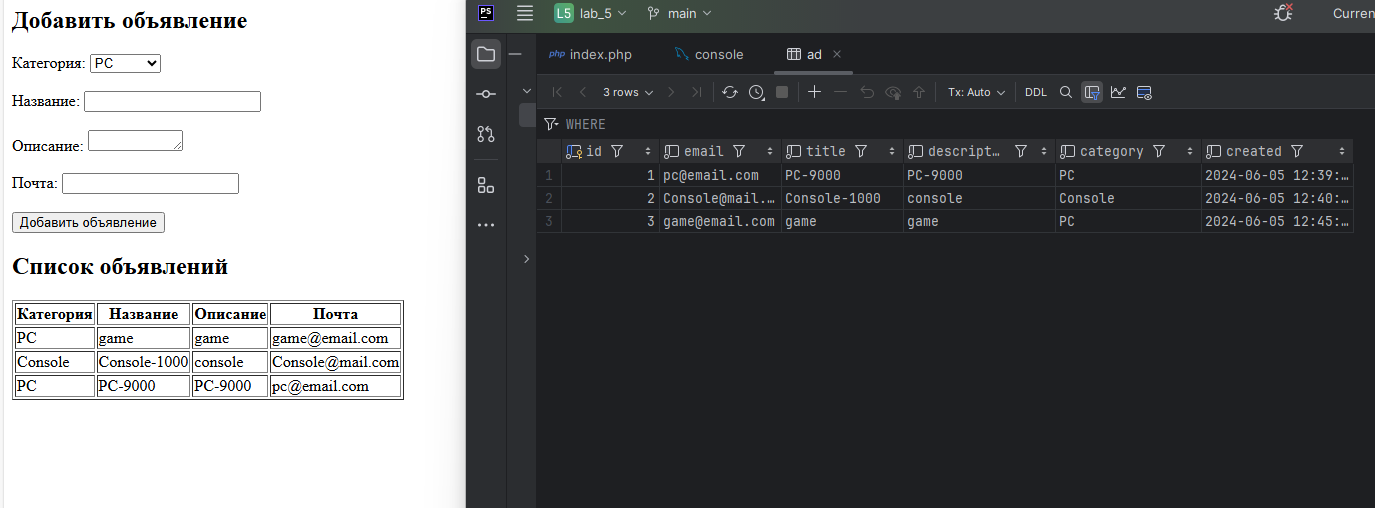 Добавить объявление
Категория: PC
Название:
Описание:
Почта:
Добавить объявление
Список объявлений
Категория Название Описание Почта
PC game game game@email.com
Console Console-1000 console Console@mail.com
PC PC-9000 PC-9000 pc@email.com
PS L5 lab_5 main Curren
php index.php console ad
3 rows Tx: Auto DDL
WHERE
id email title descript… category created
1 1 pc@email.com PC-9000 PC-9000 PC 2024-06-05 12:39:…
2 2 Console@mail.… Console-1000 console Console 2024-06-05 12:40:…
3 3 game@email.com game game PC 2024-06-05 12:45:…